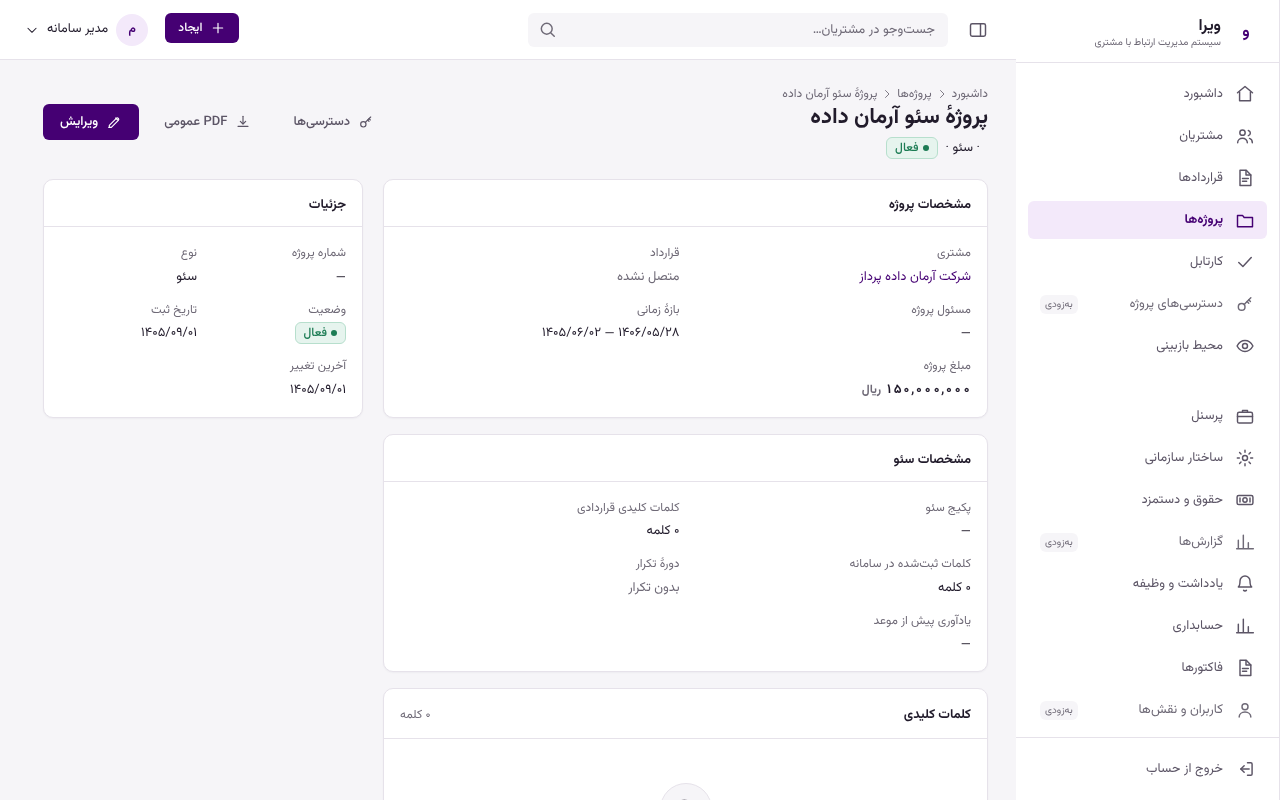 و
ویرا
سیستم مدیریت ارتباط با مشتری
داشبورد
مشتریان
قراردادها
پروژه‌ها
کارتابل
دسترسی‌های پروژه
به‌زودی
محیط بازبینی
پرسنل
ساختار سازمانی
حقوق و دستمزد
گزارش‌ها
به‌زودی
یادداشت و وظیفه
حسابداری
فاکتورها
کاربران و نقش‌ها
به‌زودی
خروج از حساب
جست‌وجو در مشتریان...
ایجاد
م
مدیر سامانه
داشبورد
پروژه‌ها
پروژهٔ سئو آرمان داده
پروژهٔ سئو آرمان داده
· سئو ·
فعال
دسترسی‌ها
PDF عمومی
ویرایش
مشخصات پروژه
مشتری
قرارداد
شرکت آرمان داده پرداز
متصل نشده
مسئول پروژه
بازهٔ زمانی
—
۱۴۰۶/۰۵/۲۸ — ۱۴۰۵/۰۶/۰۲
مبلغ پروژه
۱۵۰,۰۰۰,۰۰۰ ریال
جزئیات
شماره پروژه
نوع
—
سئو
وضعیت
تاریخ ثبت
فعال
۱۴۰۵/۰۹/۰۱
آخرین تغییر
۱۴۰۵/۰۹/۰۱
مشخصات سئو
پکیج سئو
کلمات کلیدی قراردادی
—
۰ کلمه
کلمات ثبت‌شده در سامانه
دورهٔ تکرار
۰ کلمه
بدون تکرار
یادآوری پیش از موعد
—
کلمات کلیدی
۰ کلمه